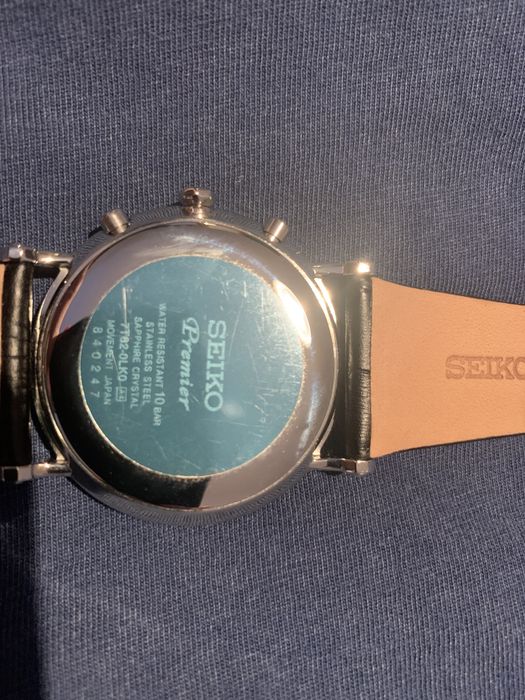 SEIKO
Premier
WATER RESISTANT 10 BAR
STAINLESS STEEL
SAPPHIRE CRYSTAL
7T62-0LK0
840247
MOVEMENT JAPAN
SEIKO